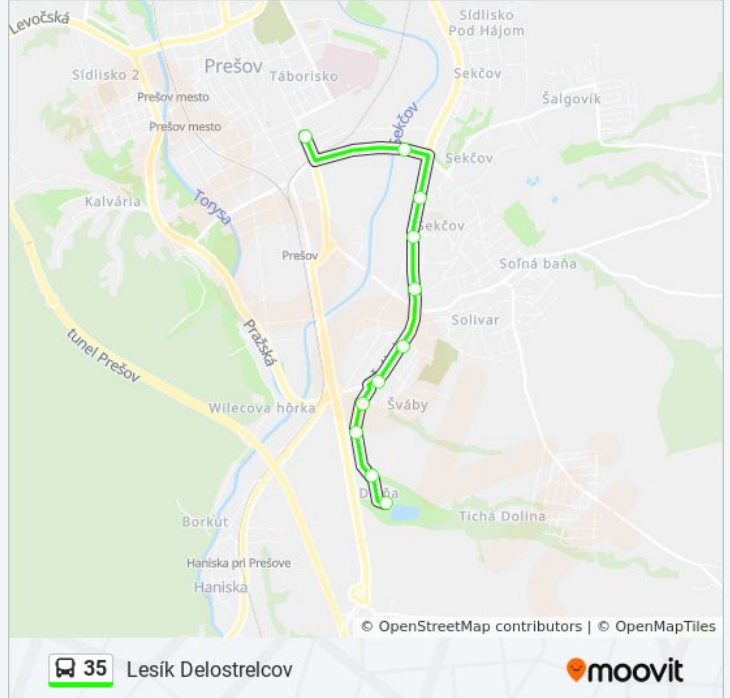 Levočská
Sídlisko
Pod Hájom
Prešov
Sídlisko 2
Táborisko
Sekčov
Prešov mesto
Šalgovík
Sekčov
Prešov mesto
Sekčov
Kalvária
Torysa
Sekčov
Prešov
Soľná baňa
Solivar
Pražská
tunel Prešov
Wilecova hôrka
Šváby
Tichá Dolina
Borkút
Haniska pri Prešove
Haniska
© OpenStreetMap contributors | © OpenMapTiles
35 Lesík Delostrelcov
moovit